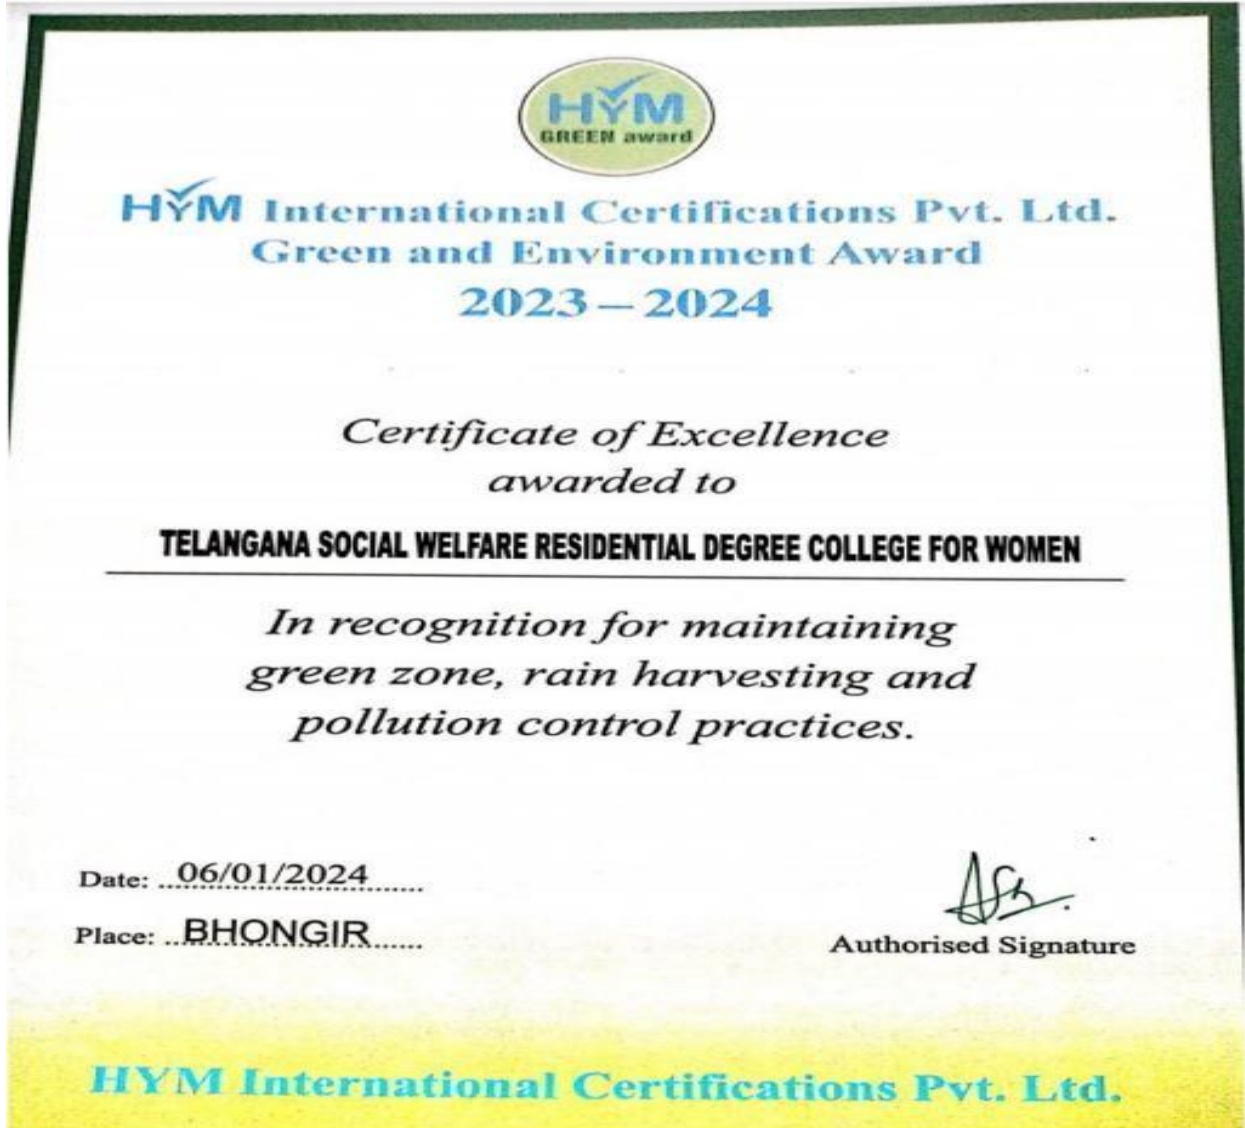 HYM
GREEN award
HYM International Certifications Pvt. Ltd.
Green and Environment Award
2023 – 2024
Certificate of Excellence
awarded to
TELANGANA SOCIAL WELFARE RESIDENTIAL DEGREE COLLEGE FOR WOMEN
In recognition for maintaining
green zone, rain harvesting and
pollution control practices.
Date: 06/01/2024
Place: BHONGIR
Authorised Signature
HYM International Certifications Pvt. Ltd.